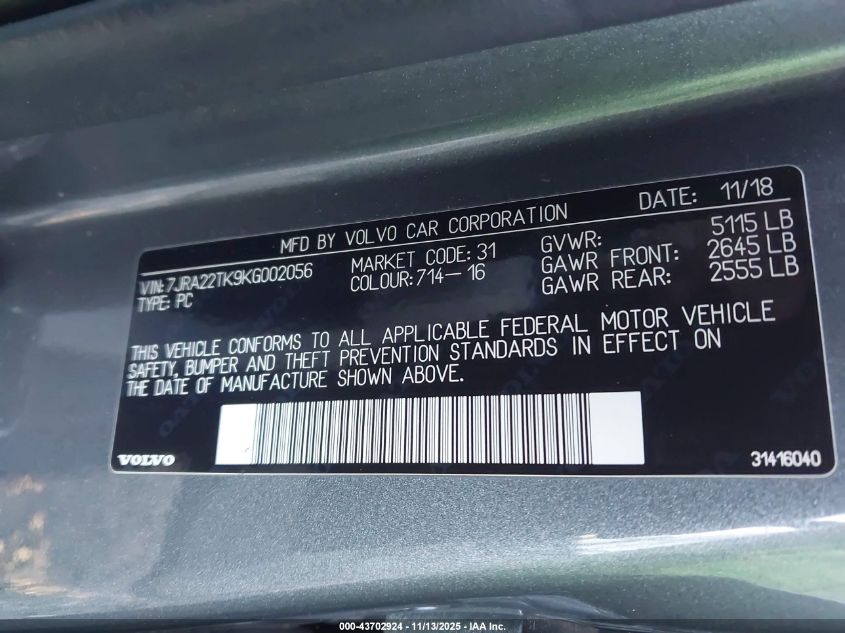 MFD BY VOLVO CAR CORPORATION DATE: 11/18
VIN: 7JRA22TK9KG002056 MARKET CODE: 31 GVWR: 5115 LB
TYPE: PC COLOUR: 714-16 GAWR FRONT: 2645 LB
GAWR REAR: 2555 LB
THIS VEHICLE CONFORMS TO ALL APPLICABLE FEDERAL MOTOR VEHICLE
SAFETY, BUMPER AND THEFT PREVENTION STANDARDS IN EFFECT ON
THE DATE OF MANUFACTURE SHOWN ABOVE.
VOLVO 31416040
000-43702924 - 11/13/2025 - IAA Inc.